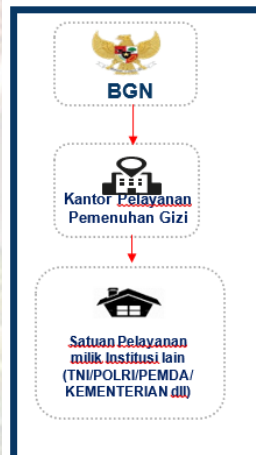 BGN
Kantor Pelayanan
Pemenuhan Gizi
Satuan Pelayanan
milik Institusi lain
(TNI/POLRI/PEMDA/
KEMENTERIAN dll)